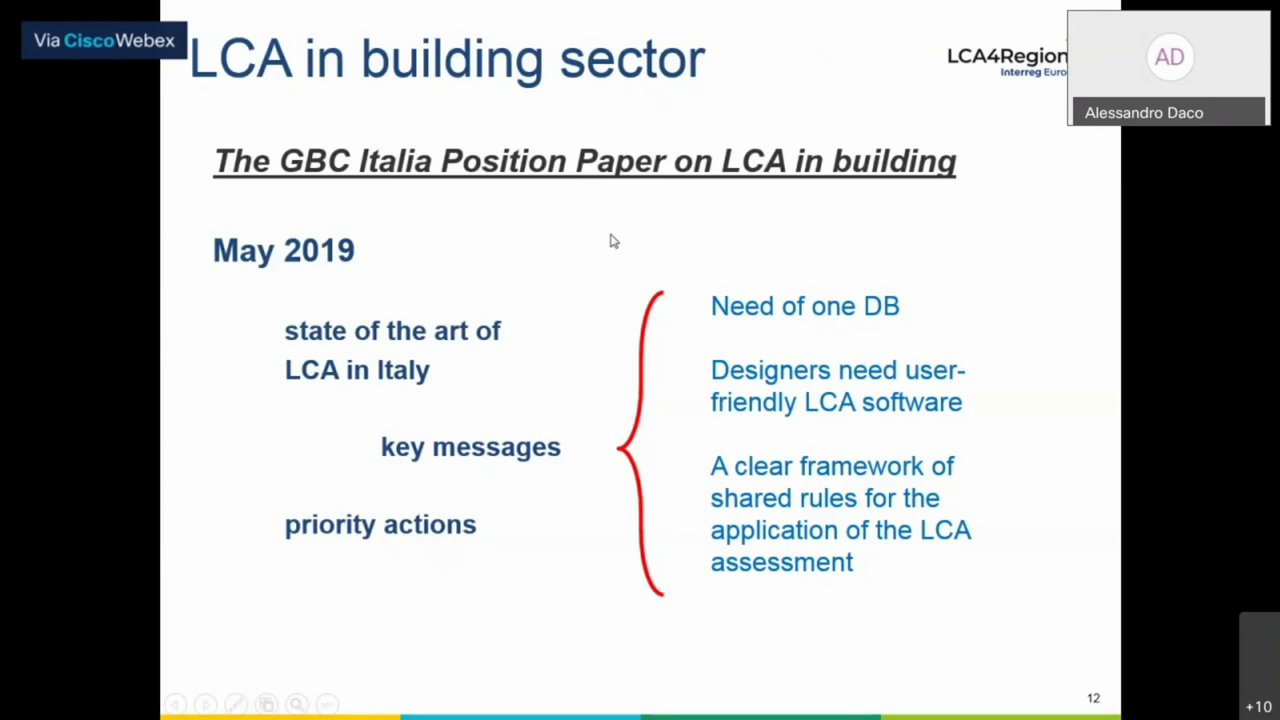 Via CiscoWebex
LCA in building sector
LCA4Region
Interreg Euro
AD
Alessandro Daco
The GBC Italia Position Paper on LCA in building
May 2019
state of the art of
LCA in Italy
key messages
priority actions
Need of one DB
Designers need user-
friendly LCA software
A clear framework of
shared rules for the
application of the LCA
assessment
12
+10